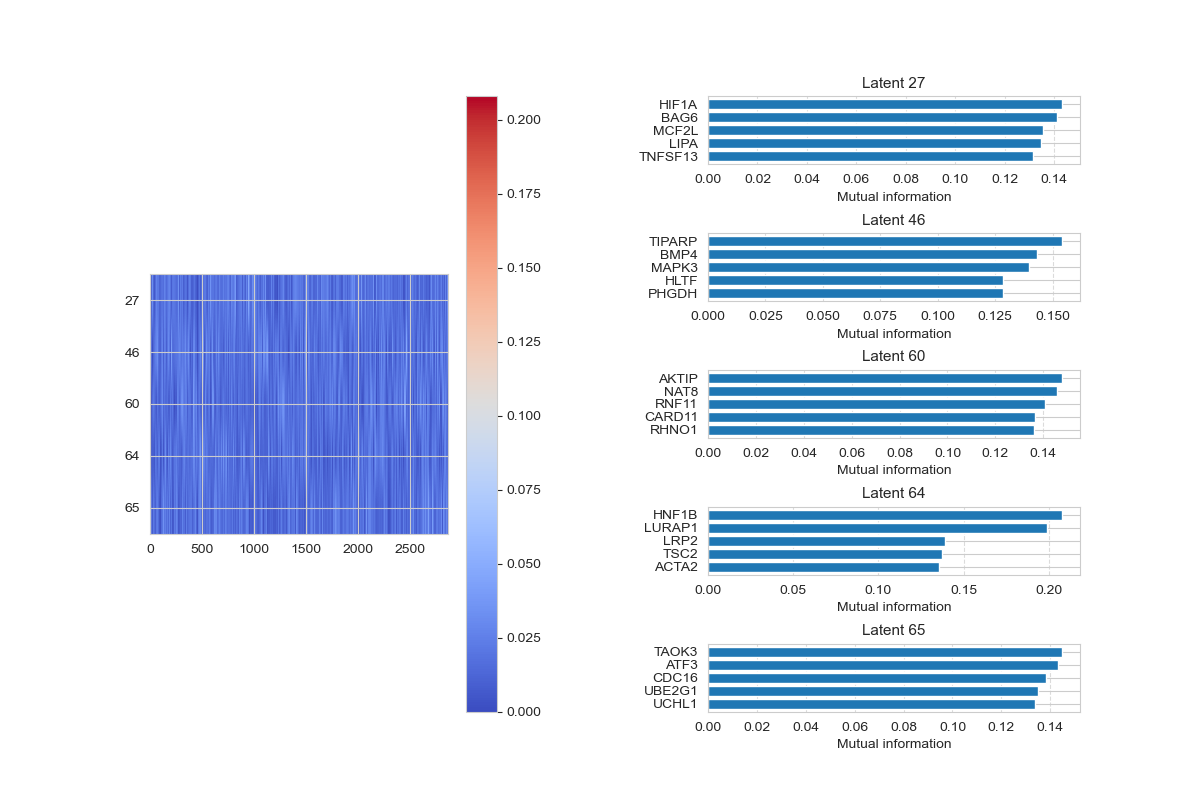 27
46
60
64
65
0 500 1000 1500 2000 2500
0.200
0.175
0.150
0.125
0.100
0.075
0.050
0.025
0.000
Latent 27
HIF1A
BAG6
MCF2L
LIPA
TNFSF13
0.00 0.02 0.04 0.06 0.08 0.10 0.12 0.14
Mutual information
Latent 46
TIPARP
BMP4
MAPK3
HLTF
PHGDH
0.000 0.025 0.050 0.075 0.100 0.125 0.150
Mutual information
Latent 60
AKTIP
NAT8
RNF11
CARD11
RHNO1
0.00 0.02 0.04 0.06 0.08 0.10 0.12 0.14
Mutual information
Latent 64
HNF1B
LURAP1
LRP2
TSC2
ACTA2
0.00 0.05 0.10 0.15 0.20
Mutual information
Latent 65
TAOK3
ATF3
CDC16
UBE2G1
UCHL1
0.00 0.02 0.04 0.06 0.08 0.10 0.12 0.14
Mutual information